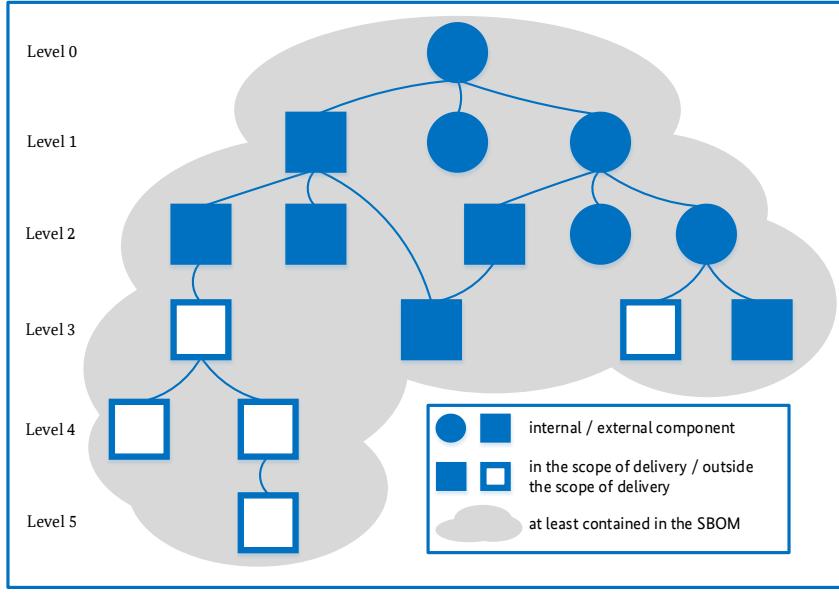 Level 0
Level 1
Level 2
Level 3
Level 4
Level 5
internal / external component
in the scope of delivery / outside
the scope of delivery
at least contained in the SBOM